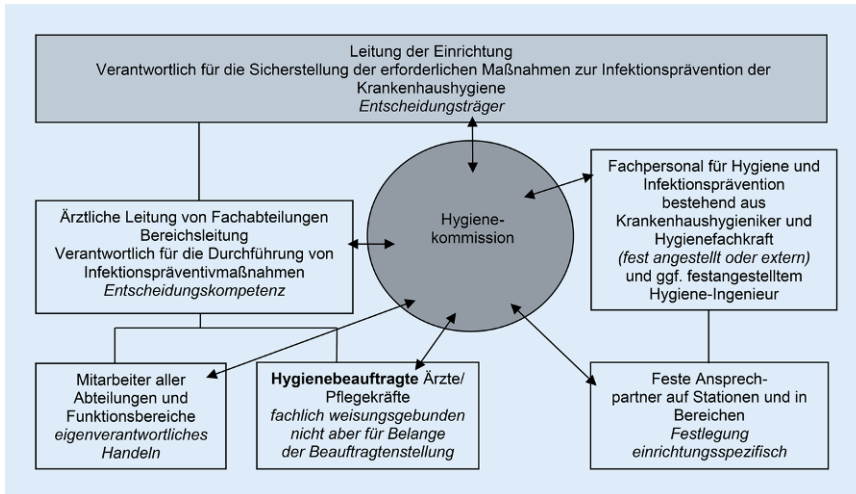 Leitung der Einrichtung
Verantwortlich für die Sicherstellung der erforderlichen Maßnahmen zur Infektionsprävention der
Krankenhaushygiene
Entscheidungsträger
Fachpersonal für Hygiene und
Infektionsprävention
bestehend aus
Krankenhaushygieniker und
Hygienefachkraft
(fest angestellt oder extern)
und ggf. festangestelltem
Hygiene-Ingenieur
Ärztliche Leitung von Fachabteilungen
Bereichsleitung
Verantwortlich für die Durchführung von
Infektionspräventivmaßnahmen
Entscheidungskompetenz
Hygiene-
kommission
Mitarbeiter aller
Abteilungen und
Funktionsbereiche
eigenverantwortliches
Handeln
Hygienebeauftragte Ärzte/
Pflegekräfte
fachlich weisungsgebunden
nicht aber für Belange
der Beauftragtenstellung
Feste Ansprech-
partner auf Stationen und in
Bereichen
Festlegung
einrichtungsspezifisch